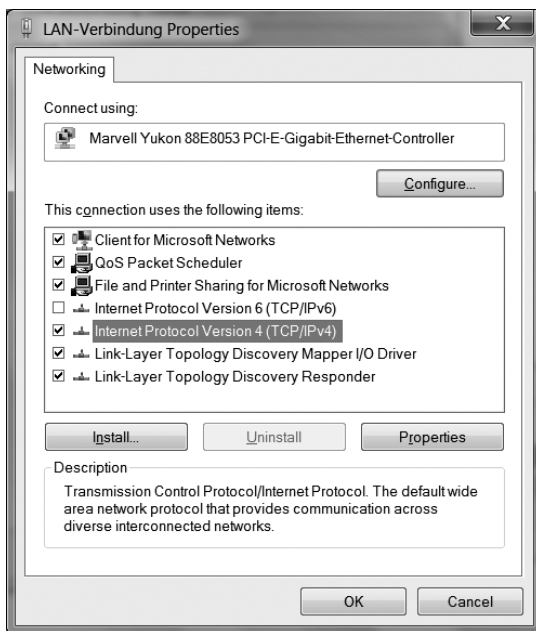 LAN-Verbindung Properties
X
Networking
Connect using:
Marvell Yukon 88E8053 PCI-E-Gigabit-Ethernet-Controller
Configure...
This connection uses the following items:
Client for Microsoft Networks
QoS Packet Scheduler
File and Printer Sharing for Microsoft Networks
Internet Protocol Version 6 (TCP/IPv6)
Internet Protocol Version 4 (TCP/IPv4)
Link-Layer Topology Discovery Mapper I/O Driver
Link-Layer Topology Discovery Responder
Install...
Uninstall
Properties
Description
Transmission Control Protocol/Internet Protocol. The default wide
area network protocol that provides communication across
diverse interconnected networks.
OK
Cancel